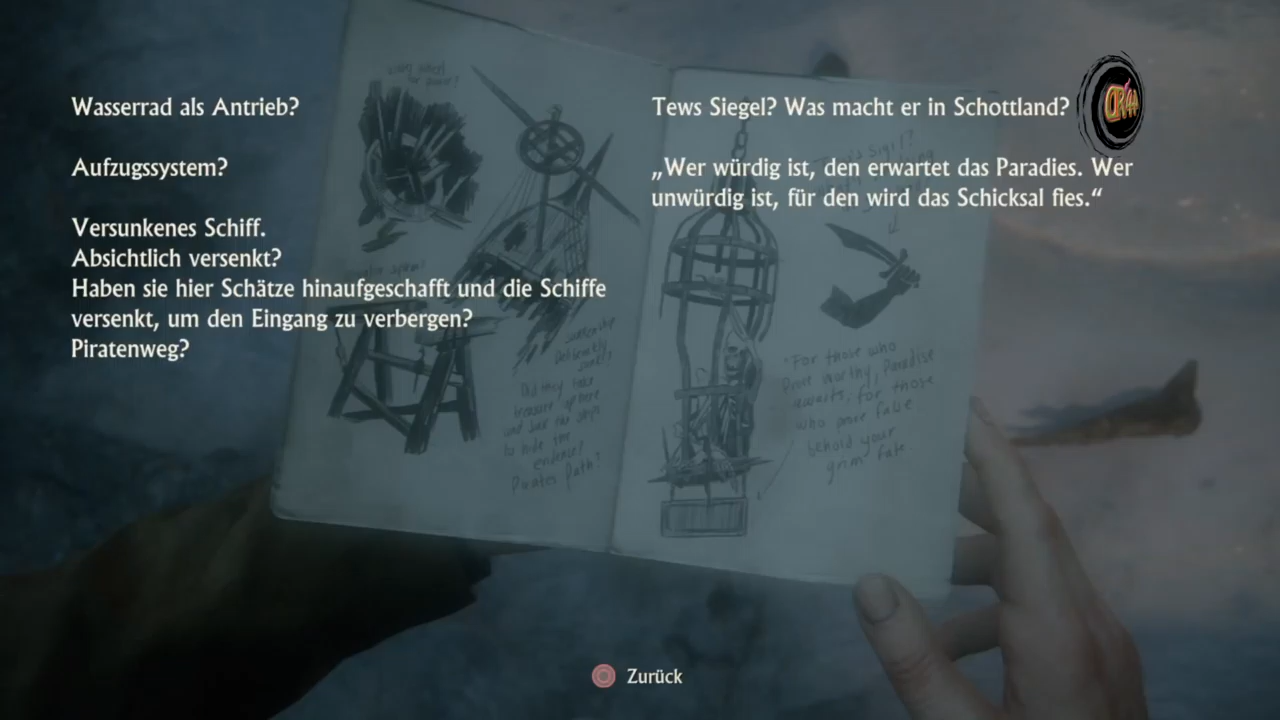 Wasserrad als Antrieb?
Aufzugssystem?
Versunkenes Schiff.
Absichtlich versenkt?
Haben sie hier Schätze hinaufgeschafft und die Schiffe
versenkt, um den Eingang zu verbergen?
Piratenweg?
Did they take
treasure up here
and sink the ships
to hide the
Pirates Path?
Tews Siegel? Was macht er in Schottland?
„Wer würdig ist, den erwartet das Paradies. Wer
unwürdig ist, für den wird das Schicksal fies.“
"For those who
Prove worthy, Paradise
awaits; for those
who prove false
behold your
grim fate.
Zurück